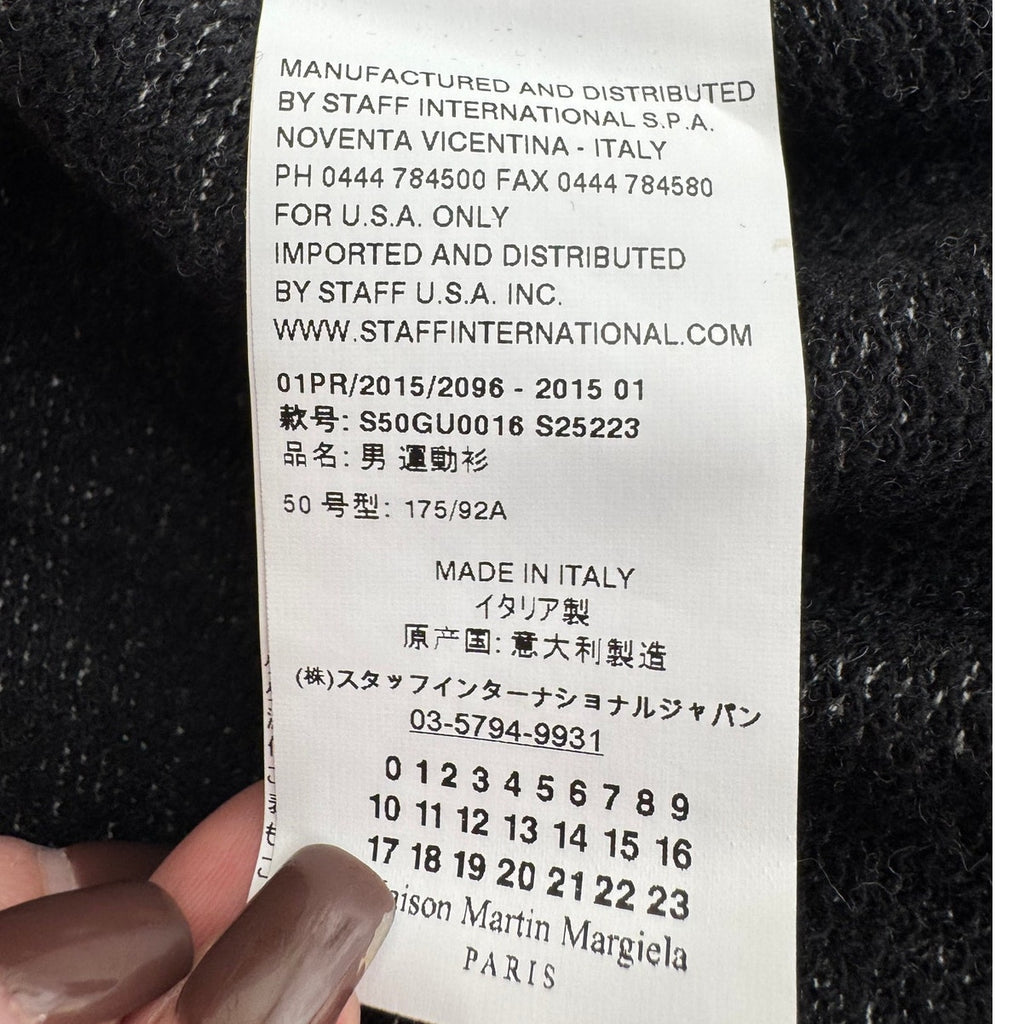 MANUFACTURED AND DISTRIBUTED
BY STAFF INTERNATIONAL S.P.A.
NOVENTA VICENTINA - ITALY
PH 0444 784500 FAX 0444 784580
FOR U.S.A. ONLY
IMPORTED AND DISTRIBUTED
BY STAFF U.S.A. INC.
WWW.STAFFINTERNATIONAL.COM
01PR/2015/2096 - 2015 01
款号: S50GU0016 S25223
品名: 男 運動衫
50 号型: 175/92A
MADE IN ITALY
イタリア製
原产国: 意大利製造
(株)スタッフインターナショナルジャパン
03-5794-9931
0 1 2 3 4 5 6 7 8 9
10 11 12 13 14 15 16
17 18 19 20 21 22 23
Martin Margiela
PARIS